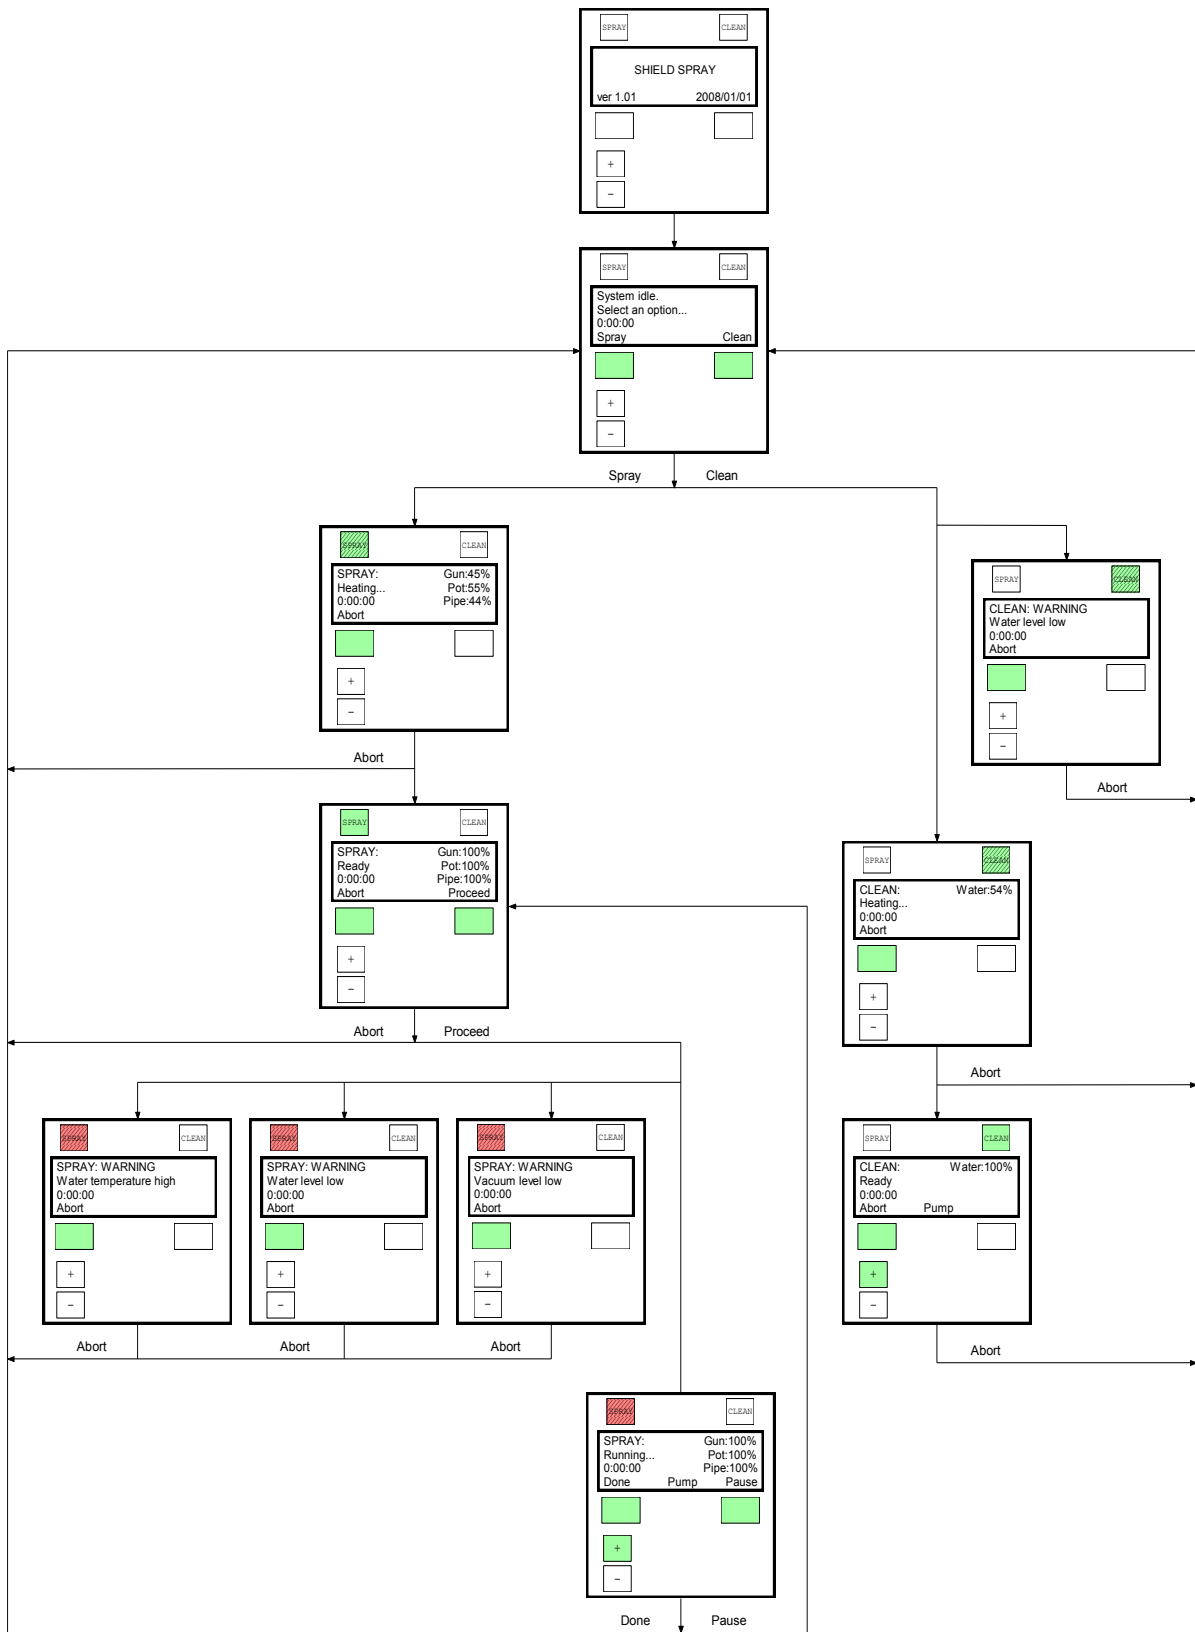 SPRAY CLEAN
SHIELD SPRAY
ver 1.01 2008/01/01
+
-
SPRAY CLEAN
System idle.
Select an option...
0:00:00
Spray Clean
+
-
Spray Clean
SPRAY CLEAN
SPRAY: Gun:45%
Heating... Pot:55%
0:00:00 Pipe:44%
Abort
+
-
Abort
SPRAY CLEAN
CLEAN: WARNING
Water level low
0:00:00
Abort
+
-
Abort
SPRAY CLEAN
SPRAY: Gun:100%
Ready Pot:100%
0:00:00 Pipe:100%
Abort Proceed
+
-
Abort Proceed
SPRAY CLEAN
CLEAN: Water:54%
Heating...
0:00:00
Abort
+
-
Abort
SPRAY CLEAN
SPRAY: WARNING
Water temperature high
0:00:00
Abort
+
-
Abort
SPRAY CLEAN
SPRAY: WARNING
Water level low
0:00:00
Abort
+
-
Abort
SPRAY CLEAN
SPRAY: WARNING
Vacuum level low
0:00:00
Abort
+
-
Abort
SPRAY CLEAN
CLEAN: Water:100%
Ready
0:00:00
Abort Pump
+
-
Abort
SPRAY CLEAN
SPRAY: Gun:100%
Running... Pot:100%
0:00:00 Pipe:100%
Done Pump Pause
+
-
Done Pause